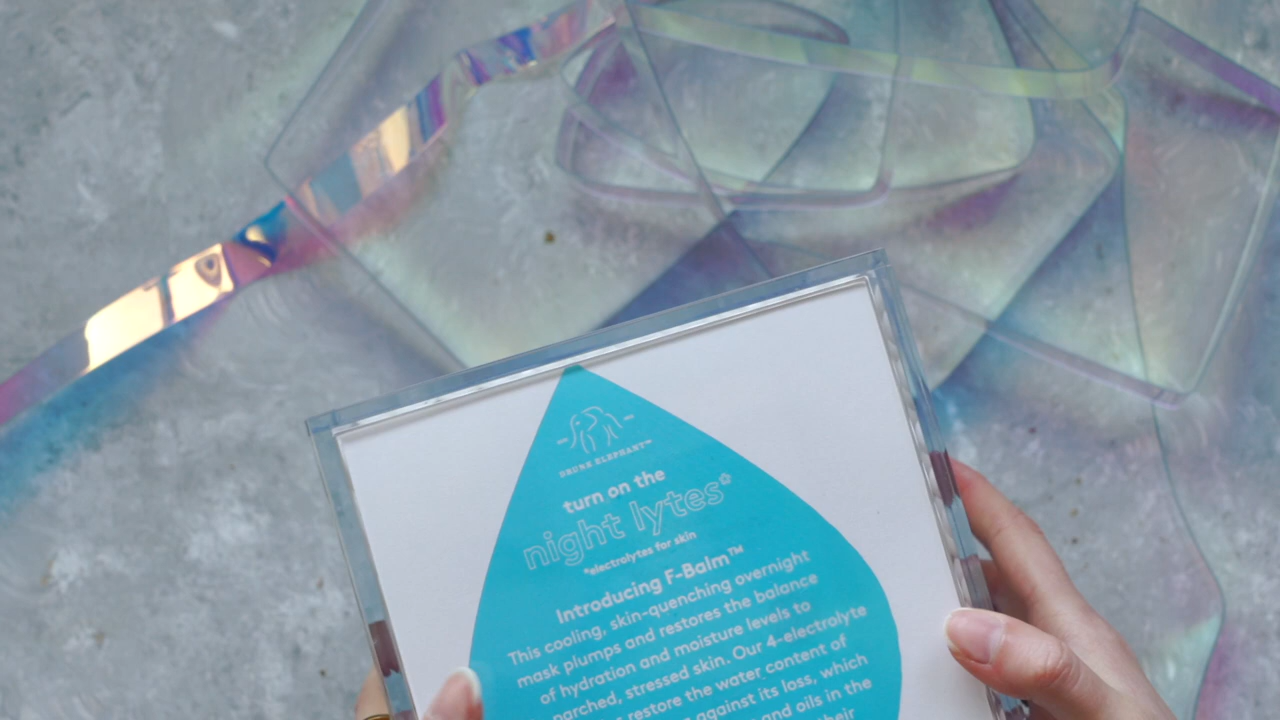 DRUNK ELEPHANT™
turn on the
night lytes*
*electrolytes for skin
Introducing F-Balm™
This cooling, skin-quenching overnight
mask plumps and restores the balance
of hydration and moisture levels to
parched, stressed skin. Our 4-electrolyte
restore the water content of
against its loss, which
and oils in the
their